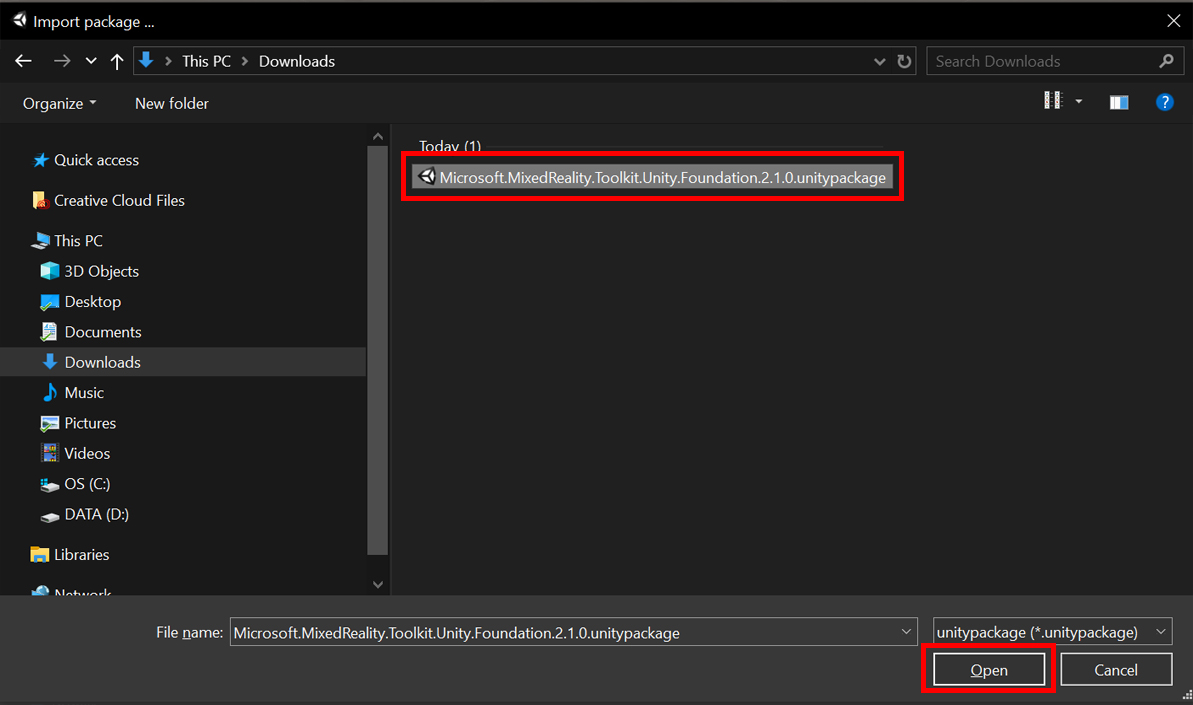 Import package ...
This PC > Downloads
Search Downloads
Organize
New folder
?
Today (1)
Microsoft.MixedReality.Toolkit.Unity.Foundation.2.1.0.unitypackage
Quick access
Creative Cloud Files
This PC
3D Objects
Desktop
Documents
Downloads
Music
Pictures
Videos
OS (C:)
DATA (D:)
Libraries
Network
File name:
Microsoft.MixedReality.Toolkit.Unity.Foundation.2.1.0.unitypackage
unitypackage (*.unitypackage)
Open
Cancel